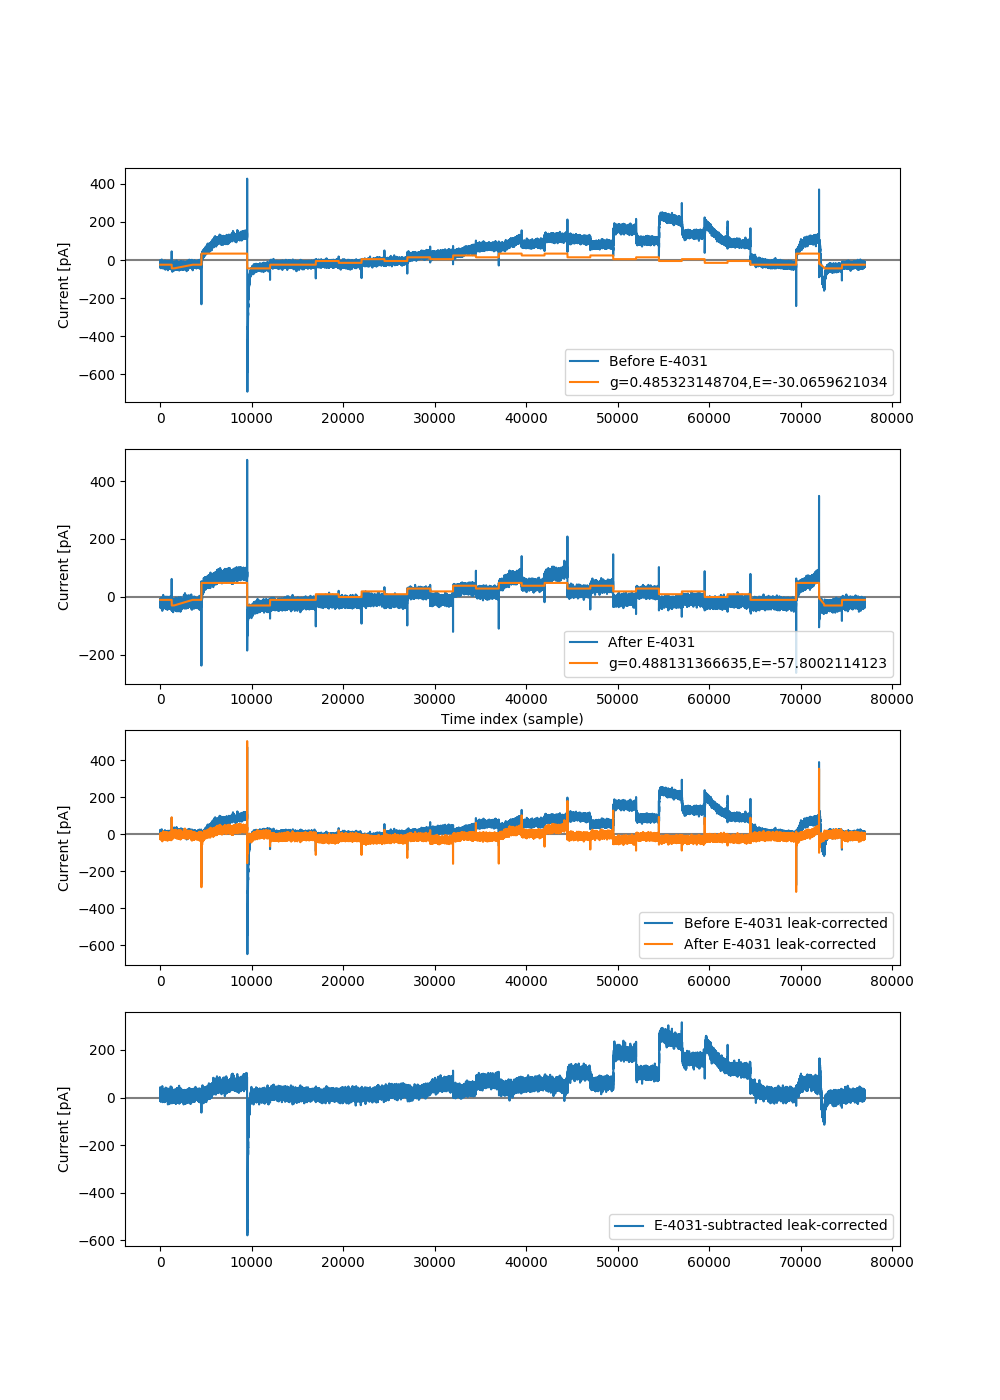 400
200
0
−200
−400
−600
Current [pA]
Before E-4031
g=0.485323148704,E=-30.0659621034
0 10000 20000 30000 40000 50000 60000 70000 80000
400
200
0
−200
Current [pA]
After E-4031
g=0.488131366635,E=-57.8002114123
0 10000 20000 30000 40000 50000 60000 70000 80000
Time index (sample)
400
200
0
−200
−400
−600
Current [pA]
Before E-4031 leak-corrected
After E-4031 leak-corrected
0 10000 20000 30000 40000 50000 60000 70000 80000
200
0
−200
−400
−600
Current [pA]
E-4031-subtracted leak-corrected
0 10000 20000 30000 40000 50000 60000 70000 80000